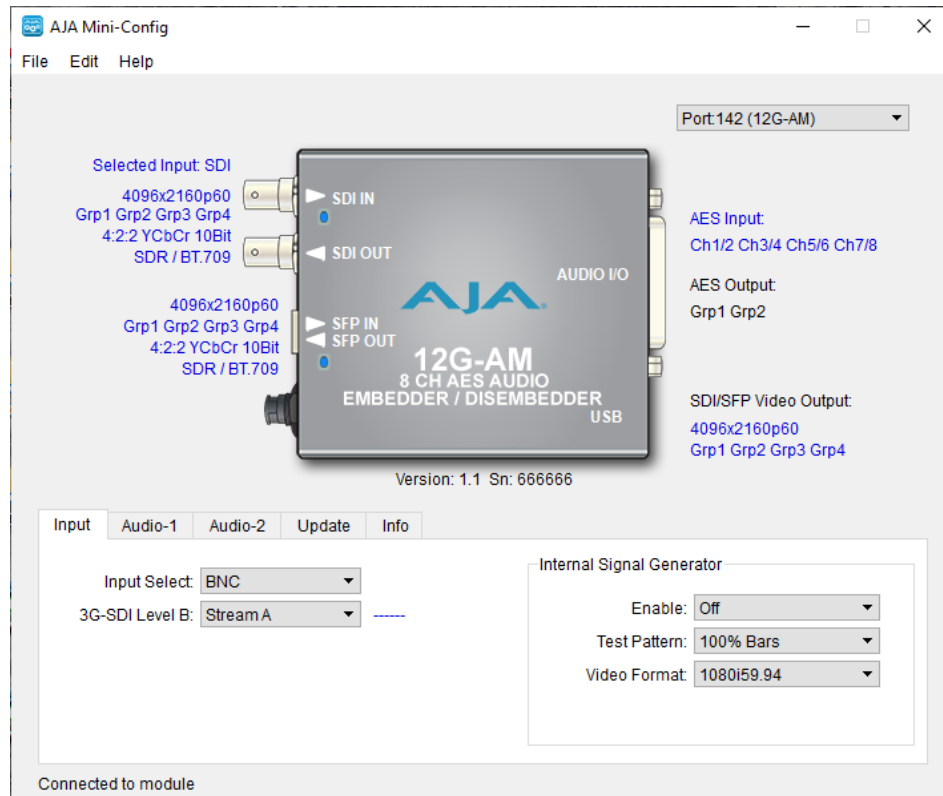 AJA Mini-Config
File Edit Help
Port:142 (12G-AM)
Selected Input: SDI
4096x2160p60
Grp1 Grp2 Grp3 Grp4
4:2:2 YCbCr 10Bit
SDR / BT.709
4096x2160p60
Grp1 Grp2 Grp3 Grp4
4:2:2 YCbCr 10Bit
SDR / BT.709
SDI IN
SDI OUT
AUDIO I/O
AJA
SFP IN
SFP OUT
12G-AM
8 CH AES AUDIO
EMBEDDER / DISEMBEDDER
USB
AES Input:
Ch1/2 Ch3/4 Ch5/6 Ch7/8
AES Output:
Grp1 Grp2
SDI/SFP Video Output:
4096x2160p60
Grp1 Grp2 Grp3 Grp4
Version: 1.1 Sn: 666666
Input Audio-1 Audio-2 Update Info
Input Select: BNC
3G-SDI Level B: Stream A ------
Internal Signal Generator
Enable: Off
Test Pattern: 100% Bars
Video Format: 1080i59.94
Connected to module